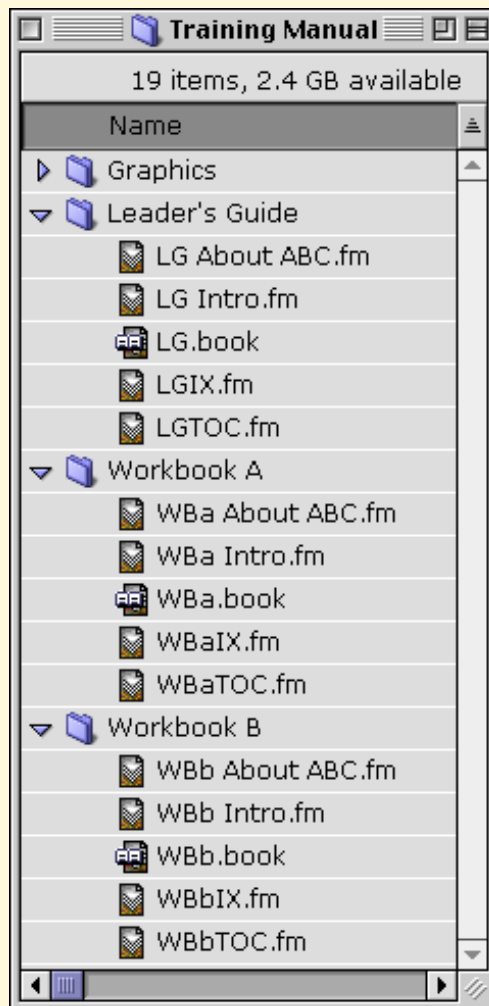 Training Manual
19 items, 2.4 GB available
Name
Graphics
Leader's Guide
LG About ABC.fm
LG Intro.fm
LG.book
LGIX.fm
LGTOC.fm
Workbook A
WBa About ABC.fm
WBa Intro.fm
WBa.book
WBaIX.fm
WBaTOC.fm
Workbook B
WBb About ABC.fm
WBb Intro.fm
WBb.book
WBbIX.fm
WBbTOC.fm